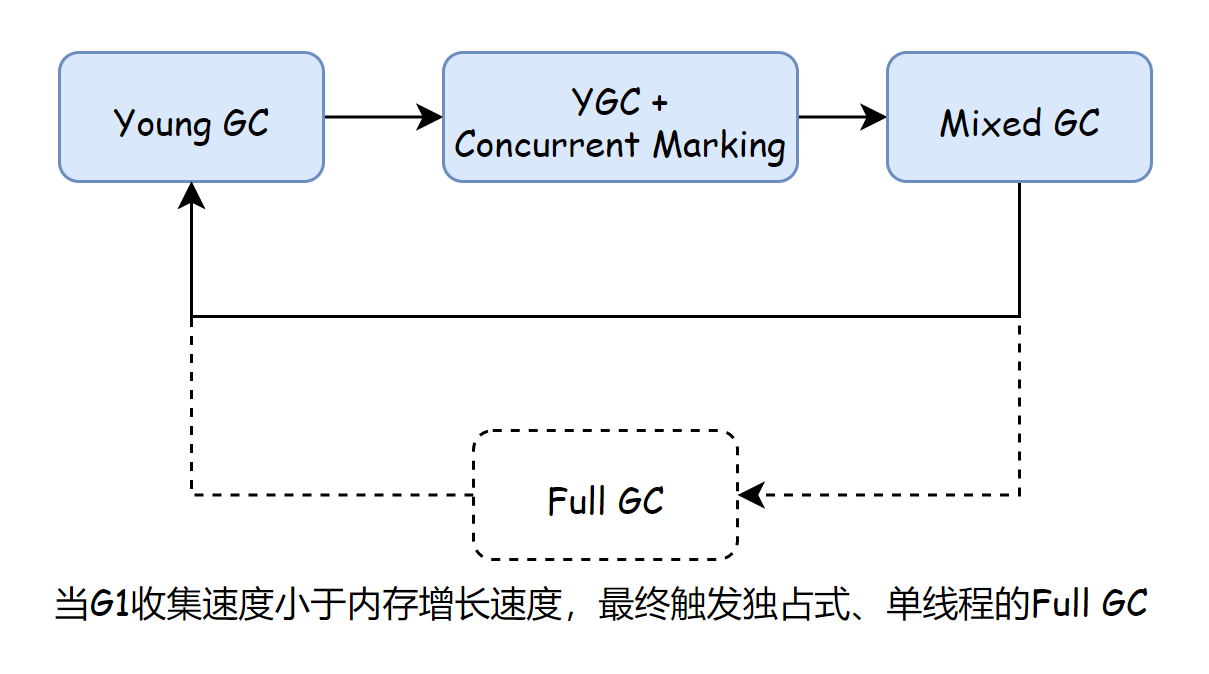 Young GC
YGC +
Concurrent Marking
Mixed GC
Full GC
当G1收集速度小于内存增长速度，最终触发独占式、单线程的Full GC